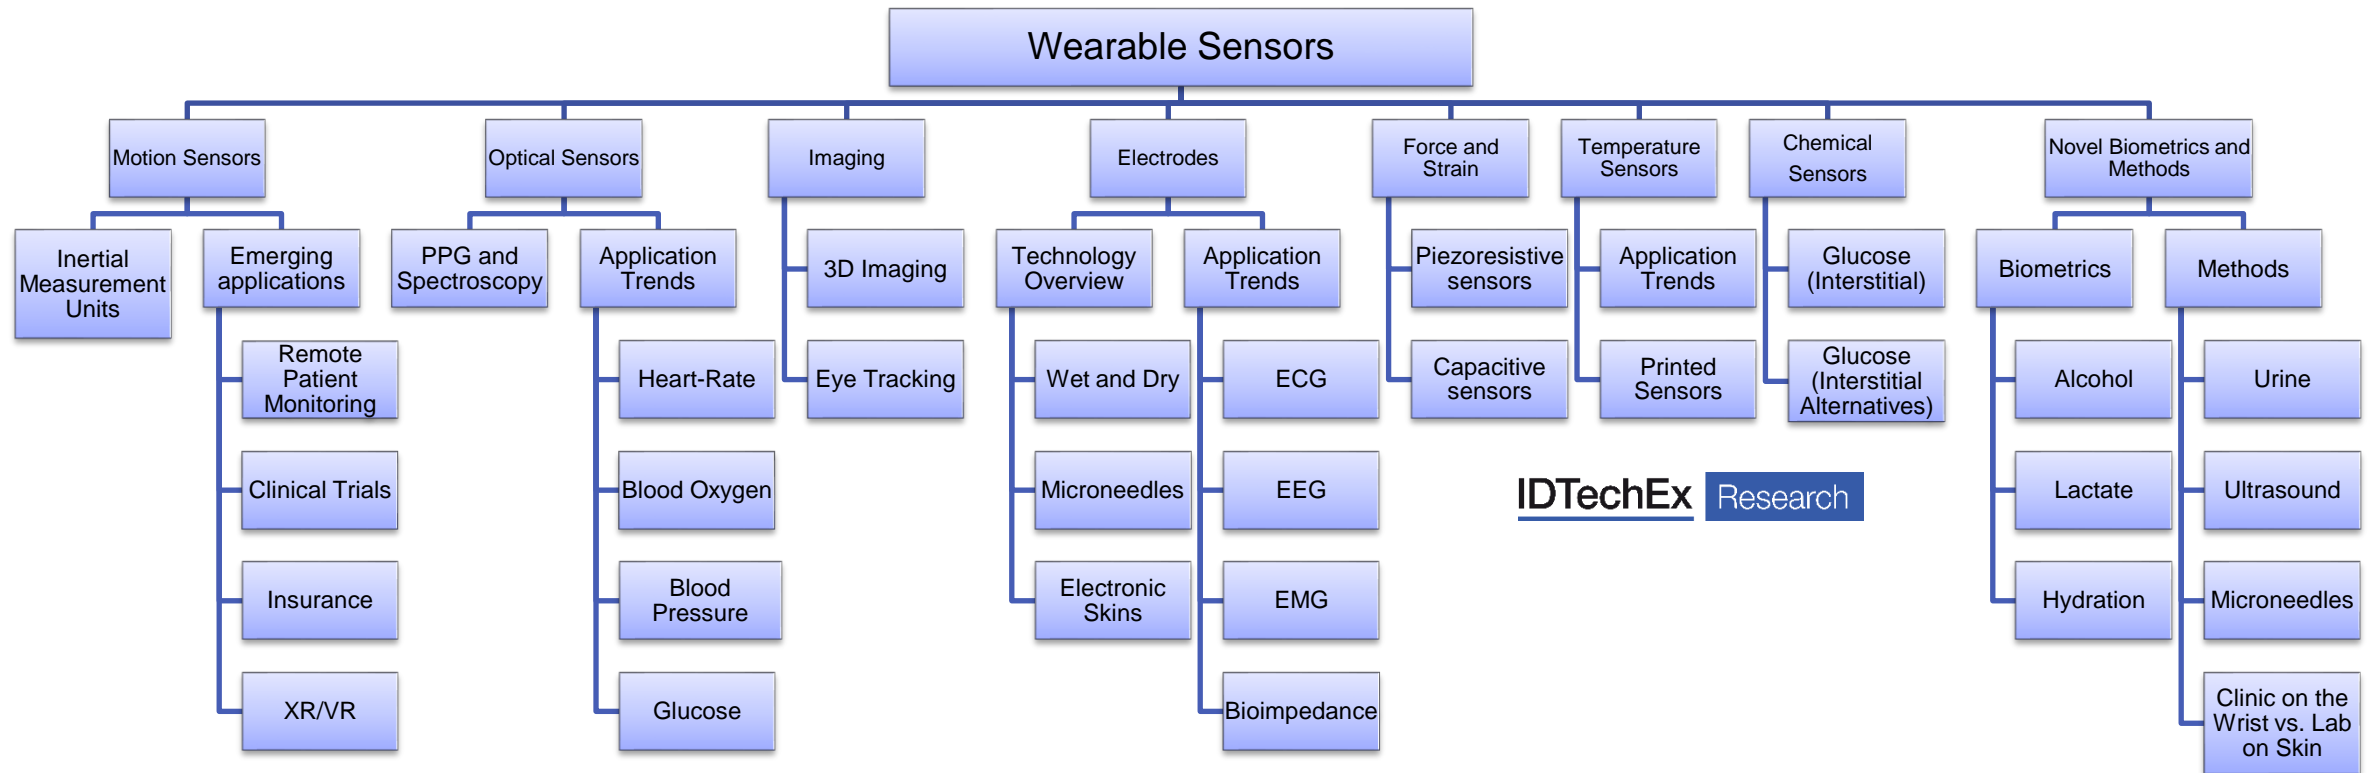 Wearable Sensors
Motion Sensors
Optical Sensors
Imaging
Electrodes
Force and
Strain
Temperature
Sensors
Chemical
Sensors
Novel Biometrics and
Methods
Inertial
Measurement
Units
Emerging
applications
PPG and
Spectroscopy
Application
Trends
3D Imaging
Technology
Overview
Application
Trends
Piezoresistive
sensors
Application
Trends
Glucose
(Interstitial)
Biometrics
Methods
Remote
Patient
Monitoring
Heart-Rate
Eye Tracking
Wet and Dry
ECG
Capacitive
sensors
Printed
Sensors
Glucose
(Interstitial
Alternatives)
Alcohol
Urine
Clinical Trials
Blood Oxygen
Microneedles
EEG
IDTechEx Research
Lactate
Ultrasound
Insurance
Blood
Pressure
Electronic
Skins
EMG
Hydration
Microneedles
XR/VR
Glucose
Bioimpedance
Clinic on the
Wrist vs. Lab
on Skin